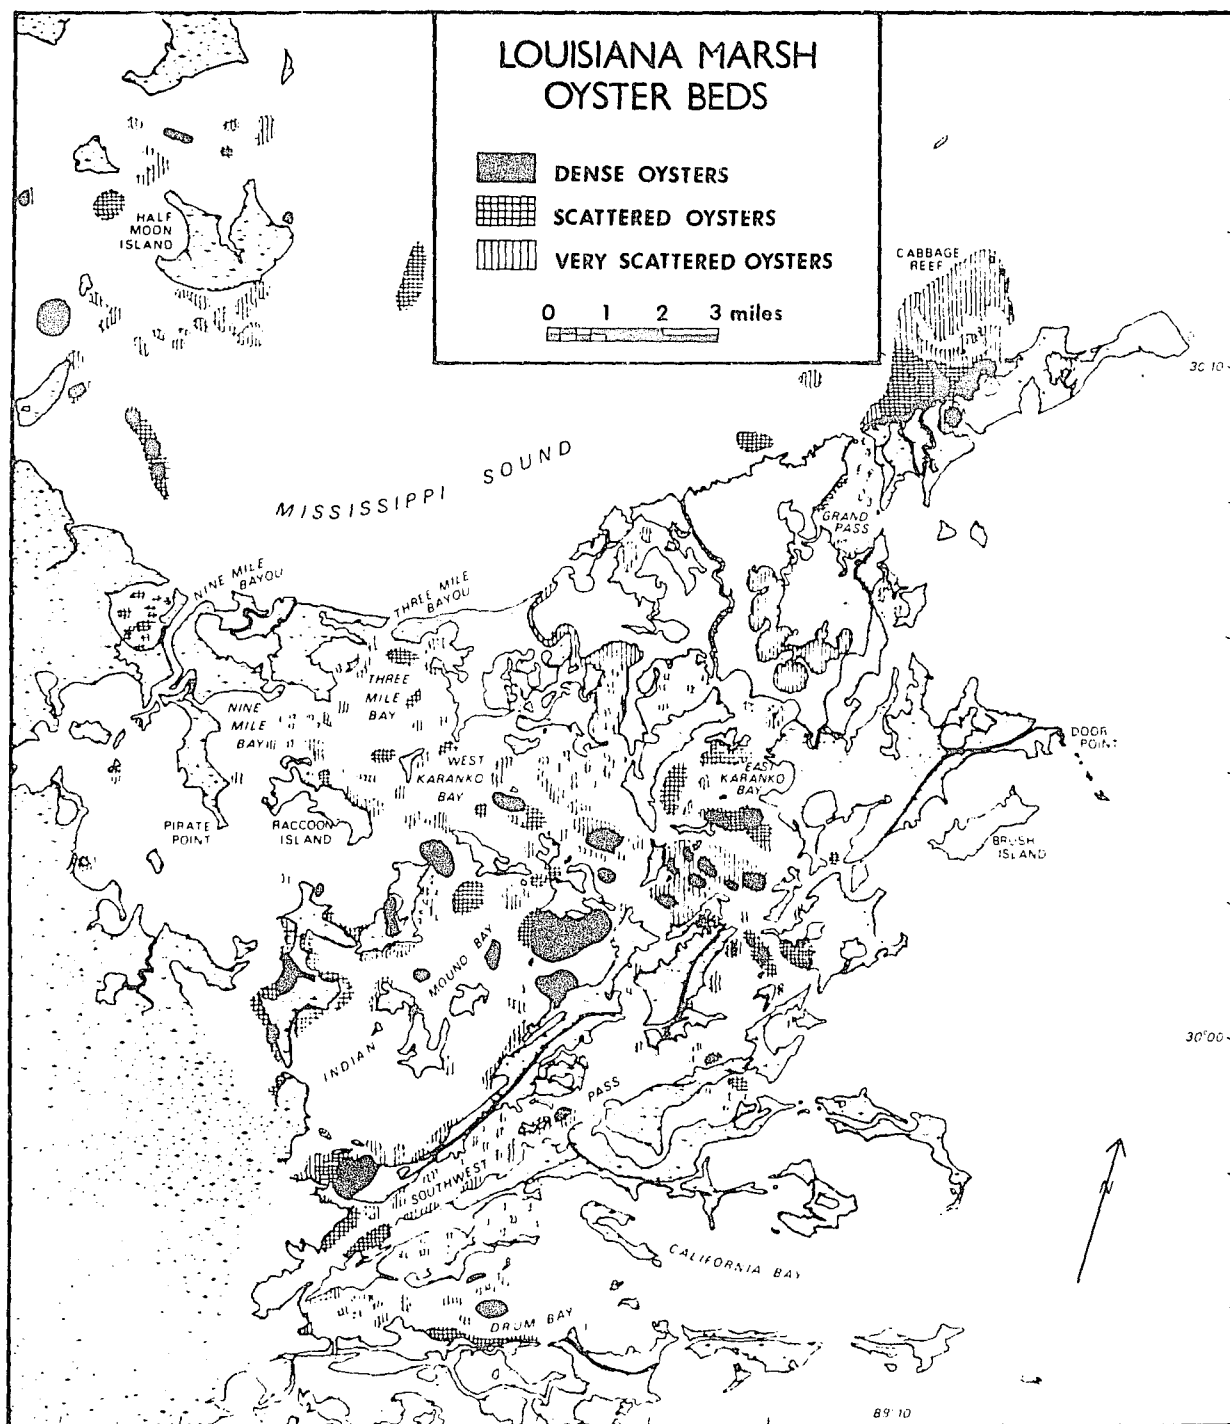 LOUISIANA MARSH
OYSTER BEDS
DENSE OYSTERS
SCATTERED OYSTERS
VERY SCATTERED OYSTERS
0 1 2 3 miles
HALF
MOON
ISLAND
CABBAGE
REEF
30 10
MISSISSIPPI SOUND
GRAND
PASS
NINE MILE
BAYOU
THREE MILE
BAYOU
THREE
MILE
BAY
NINE
MILE
BAY
WEST
KARANKO
BAY
EAST
KARANKO
BAY
DOOR
POINT
PIRATE
POINT
RACCOON
ISLAND
BRUSH
ISLAND
INDIAN MOUND BAY
30°00
SOUTHWEST PASS
N
CALIFORNIA BAY
DRUM BAY
89°10